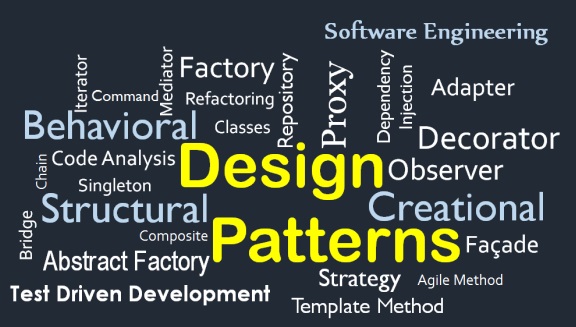 Software Engineering
Iterator
Mediator
Factory
Repository
Proxy
Dependency
Injection
Adapter
Command
Refactoring
Behavioral
Classes
Decorator
Chain
Code Analysis
Design
Observer
Singleton
Structural
Creational
Bridge
Composite
Patterns
Façade
Abstract Factory
Strategy
Agile Method
Test Driven Development
Template Method